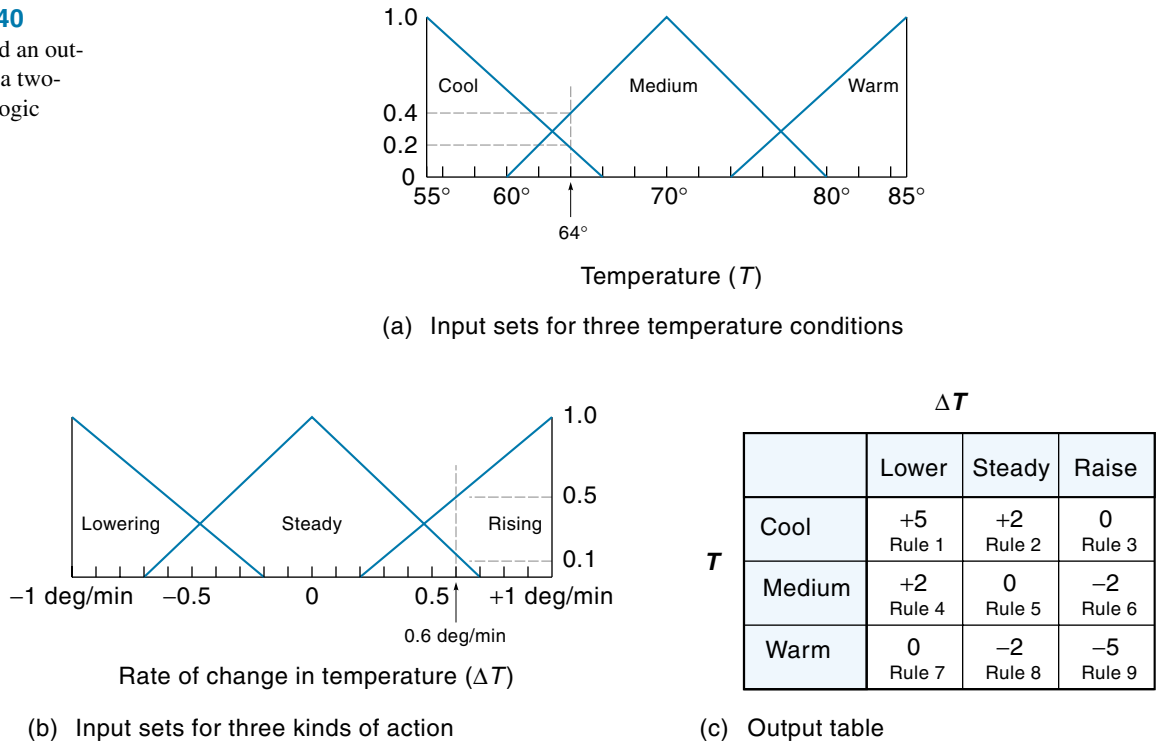 40
d an out-
a two-
ogic
1.0
Cool
Medium
Warm
0.4
0.2
0
55° 60° 70° 80° 85°
64°
Temperature (T)
(a) Input sets for three temperature conditions
1.0
0.5
Lowering
Steady
Rising
0.1
−1 deg/min −0.5 0 0.5 +1 deg/min
0.6 deg/min
Rate of change in temperature (ΔT)
(b) Input sets for three kinds of action
ΔT
Lower Steady Raise
T
Cool +5 +2 0
Rule 1 Rule 2 Rule 3
Medium +2 0 −2
Rule 4 Rule 5 Rule 6
Warm 0 −2 −5
Rule 7 Rule 8 Rule 9
(c) Output table